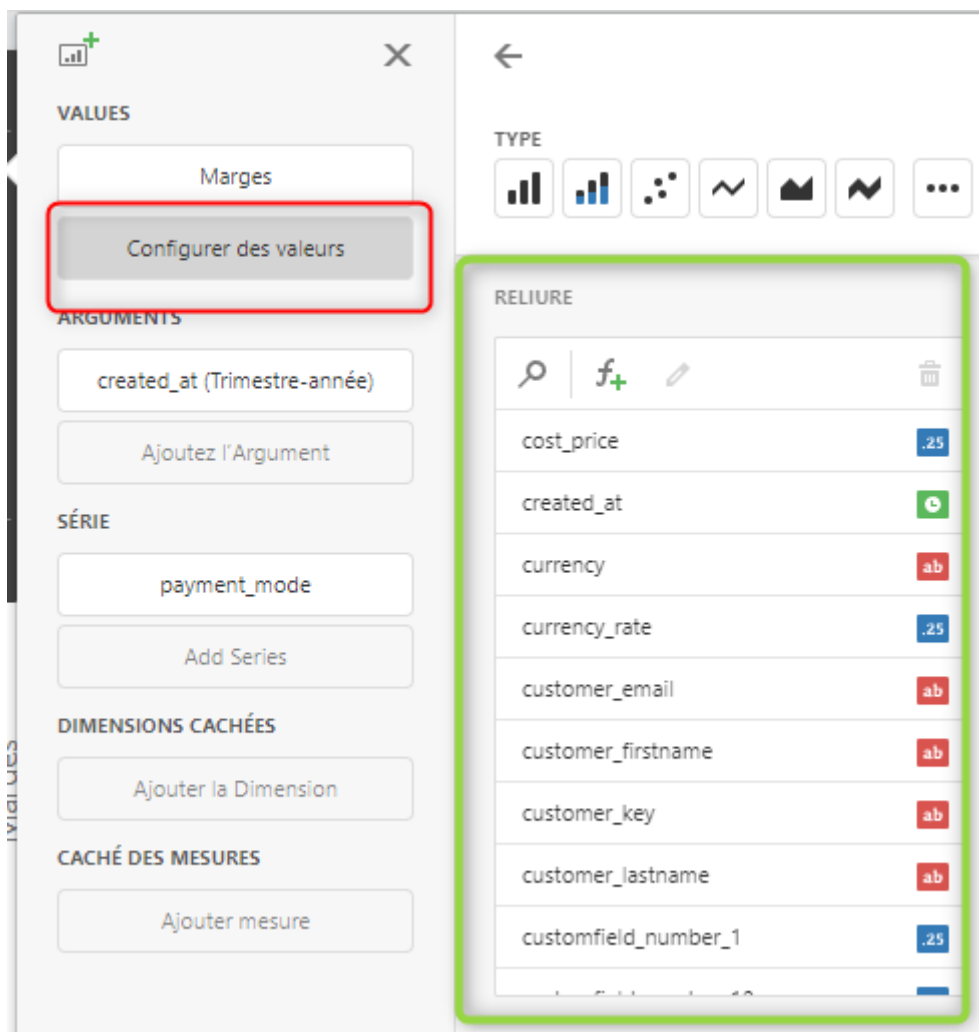 VALUES
Marges
Configurer des valeurs
ARGUMENTS
created_at (Trimestre-année)
Ajoutez l'Argument
SÉRIE
payment_mode
Add Series
DIMENSIONS CACHÉES
Ajouter la Dimension
CACHÉ DES MESURES
Ajouter mesure
TYPE
RELIURE
cost_price .25
created_at
currency ab
currency_rate .25
customer_email ab
customer_firstname ab
customer_key ab
customer_lastname ab
customfield_number_1 .25